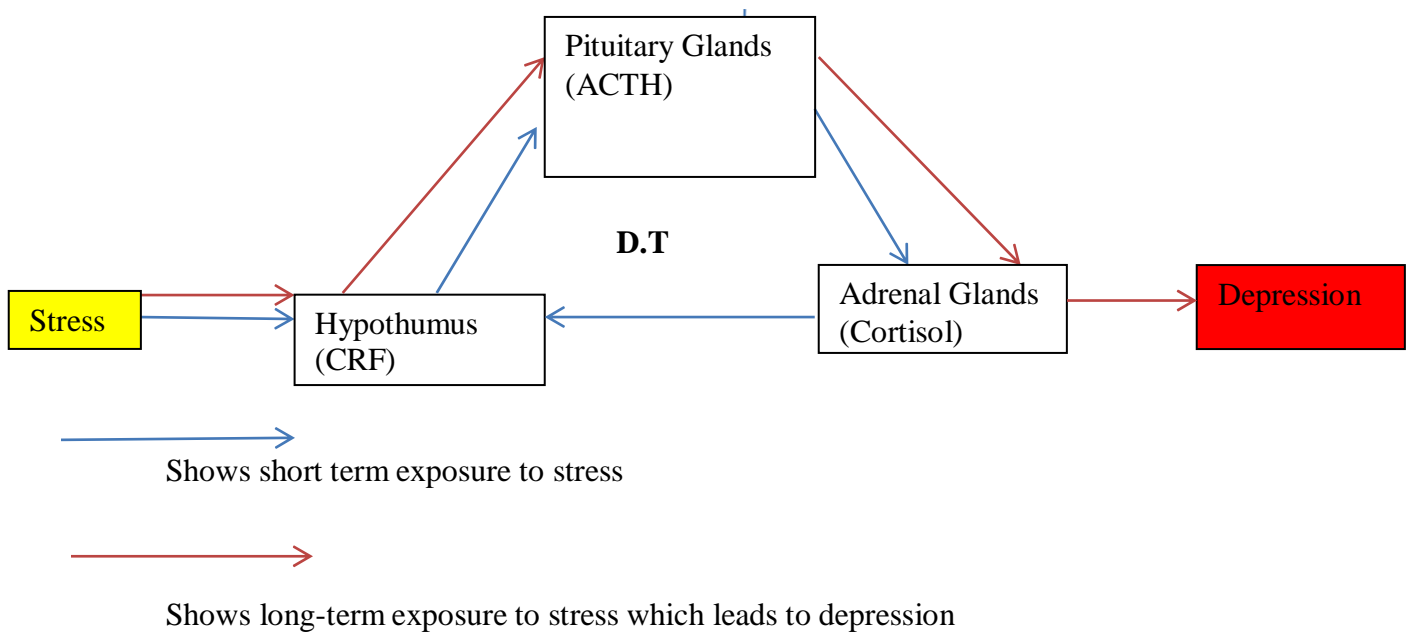 Pituitary Glands
(ACTH)
D.T
Stress
Hypothumus
(CRF)
Adrenal Glands
(Cortisol)
Depression
Shows short term exposure to stress
Shows long-term exposure to stress which leads to depression